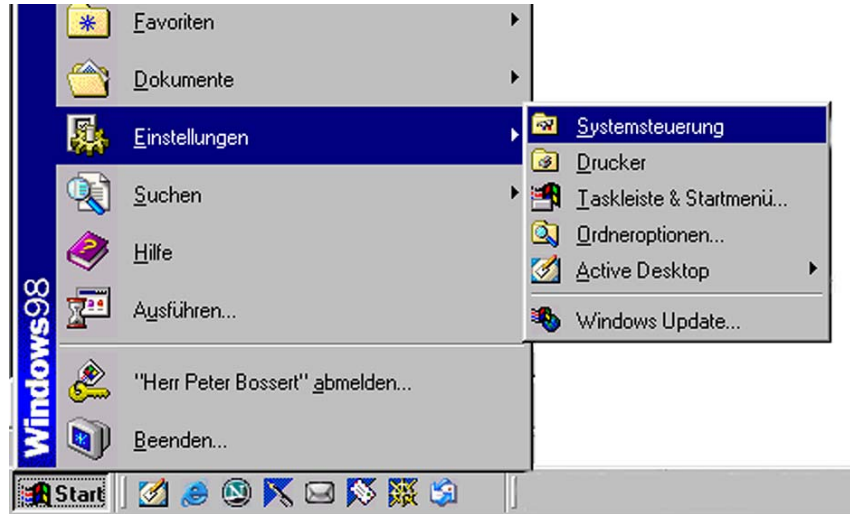 Favoriten
Dokumente
Einstellungen
Suchen
Hilfe
Ausführen...
"Herr Peter Bossert" abmelden...
Beenden...
Windows98
Systemsteuerung
Drucker
Taskleiste & Startmenü...
Ordneroptionen...
Active Desktop
Windows Update...
Start